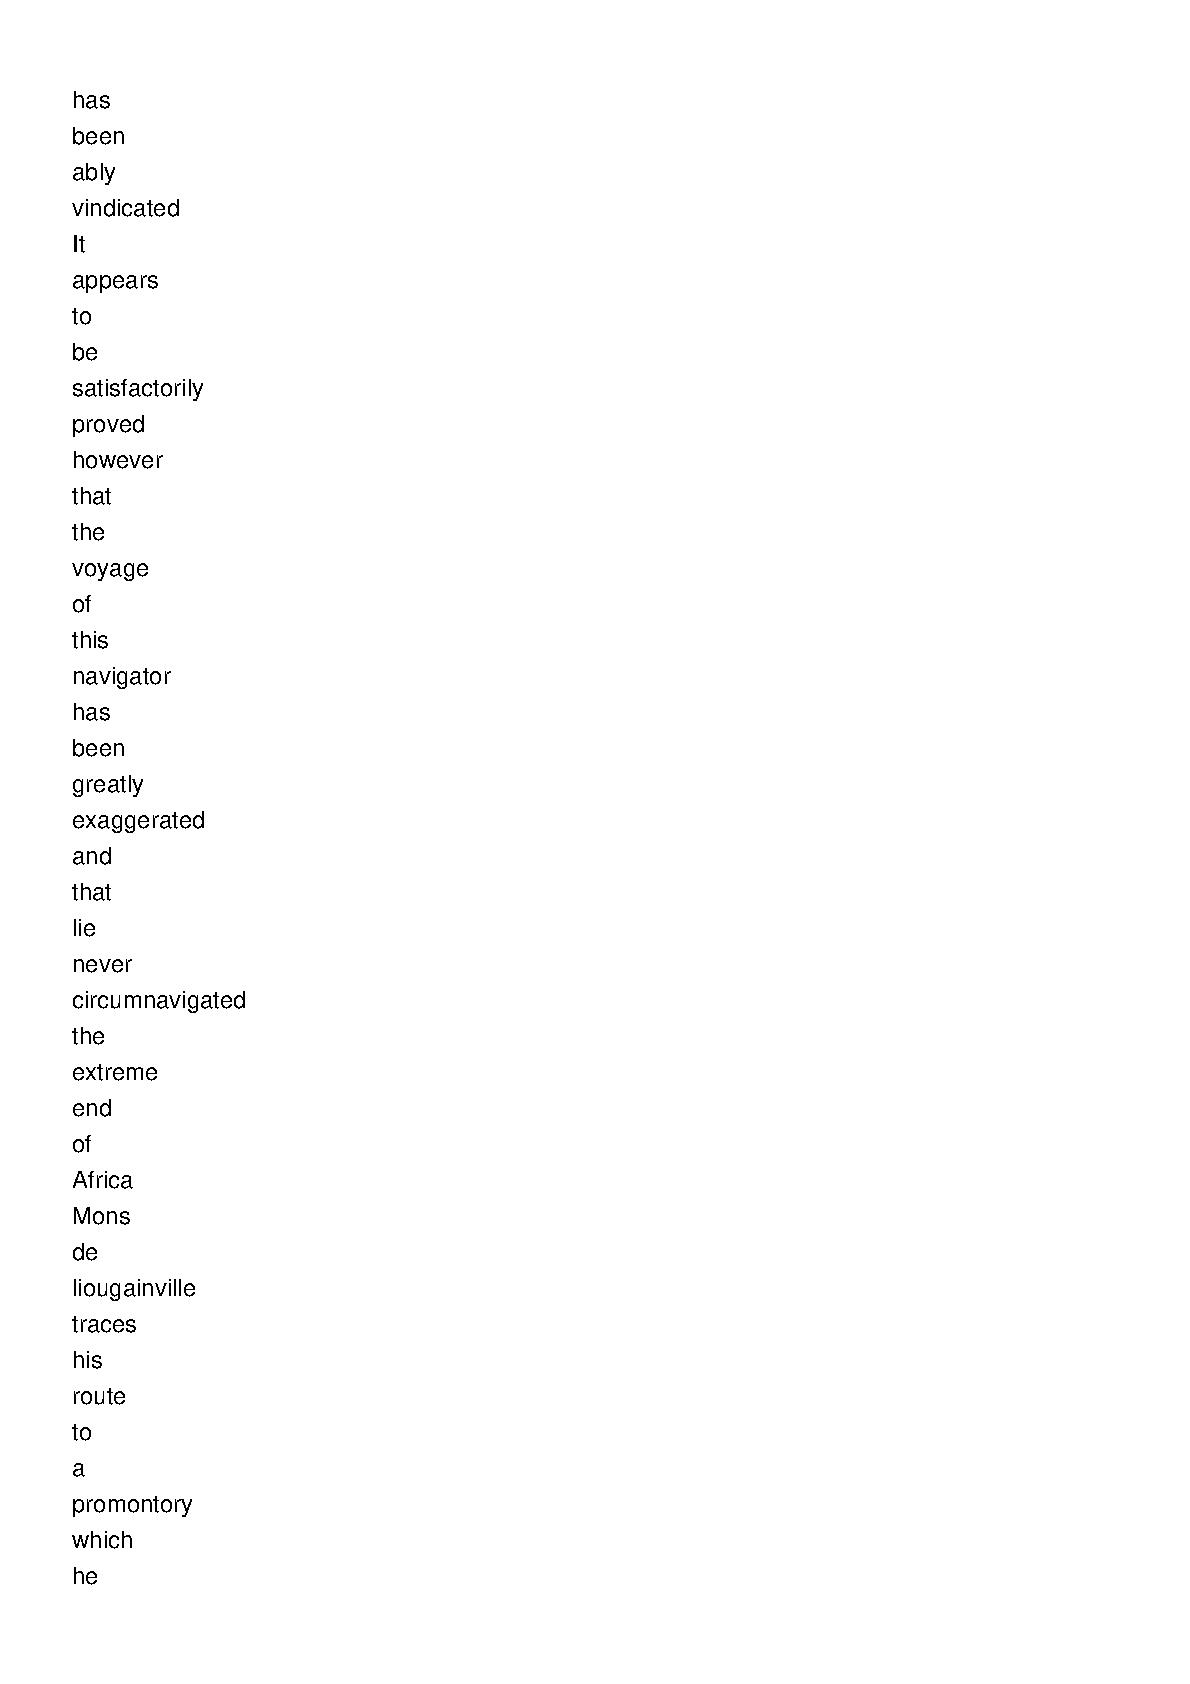 has
been
ably
vindicated
It
appears
to
be
satisfactorily
proved
however
that
the
voyage
of
this
navigator
has
been
greatly
exaggerated
and
that
lie
never
circumnavigated
the
extreme
end
of
Africa
Mons
de
liougainville
traces
his
route
to
a
promontory
which
he